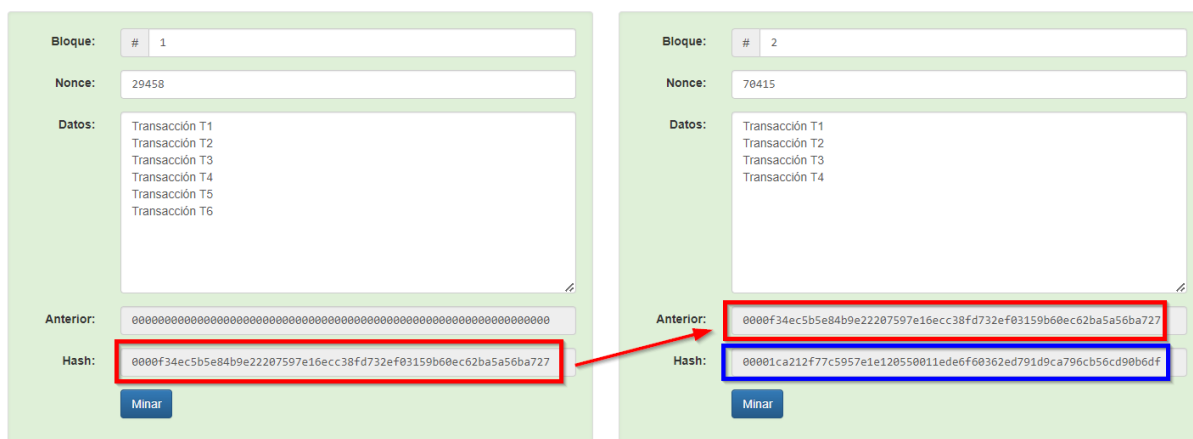 Bloque: # 1
Nonce: 29458
Datos: Transacción T1
Transacción T2
Transacción T3
Transacción T4
Transacción T5
Transacción T6
Anterior: 0000000000000000000000000000000000000000000000000000000000000000
Hash: 0000f34ec5b5e84b9e22207597e16ecc38fd732ef03159b60ec62ba5a56ba727
Minar
Bloque: # 2
Nonce: 70415
Datos: Transacción T1
Transacción T2
Transacción T3
Transacción T4
Anterior: 0000f34ec5b5e84b9e22207597e16ecc38fd732ef03159b60ec62ba5a56ba727
Hash: 00001ca212f77c5957e1e120550011ede6f60362ed791d9ca796cb56cd90b6df
Minar